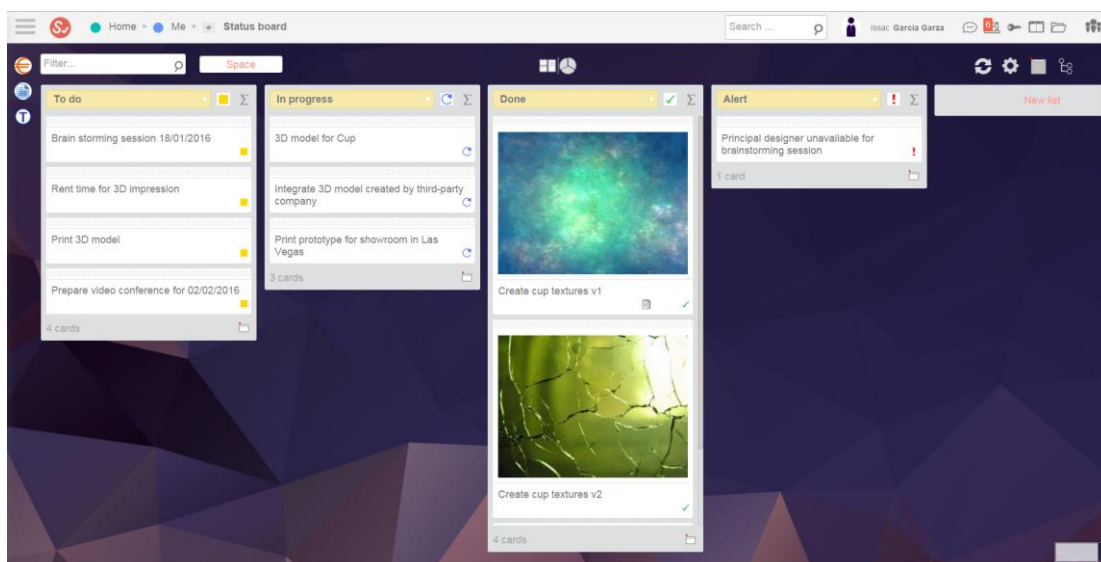 Home Me Status board
Search ...
Issac Garcia Garza
Filter...
Space
To do
Brain storming session 18/01/2016
Rent time for 3D impression
Print 3D model
Prepare video conference for 02/02/2016
4 cards
In progress
3D model for Cup
Integrate 3D model created by third-party
company
Print prototype for showroom in Las
Vegas
3 cards
Done
Create cup textures v1
Create cup textures v2
4 cards
Alert
Principal designer unavailable for
brainstorming session
1 card
New list